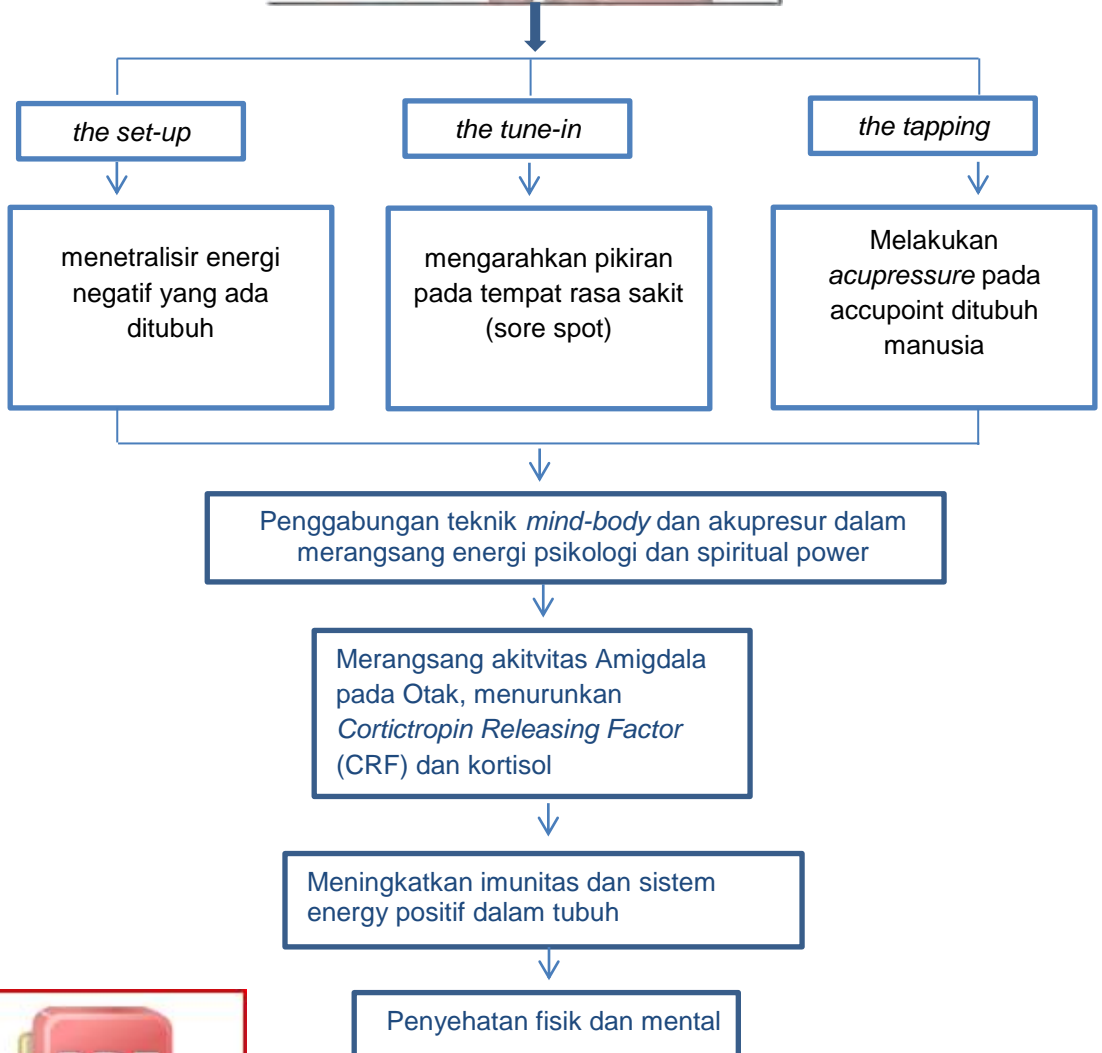 the set-up
the tune-in
the tapping
menetralisir energi
negatif yang ada
ditubuh
mengarahkan pikiran
pada tempat rasa sakit
(sore spot)
Melakukan
acupressure pada
accupoint ditubuh
manusia
Penggabungan teknik mind-body dan akupresur dalam
merangsang energi psikologi dan spiritual power
Merangsang akitvitas Amigdala
pada Otak, menurunkan
Cortictropin Releasing Factor
(CRF) dan kortisol
Meningkatkan imunitas dan sistem
energy positif dalam tubuh
Penyehatan fisik dan mental